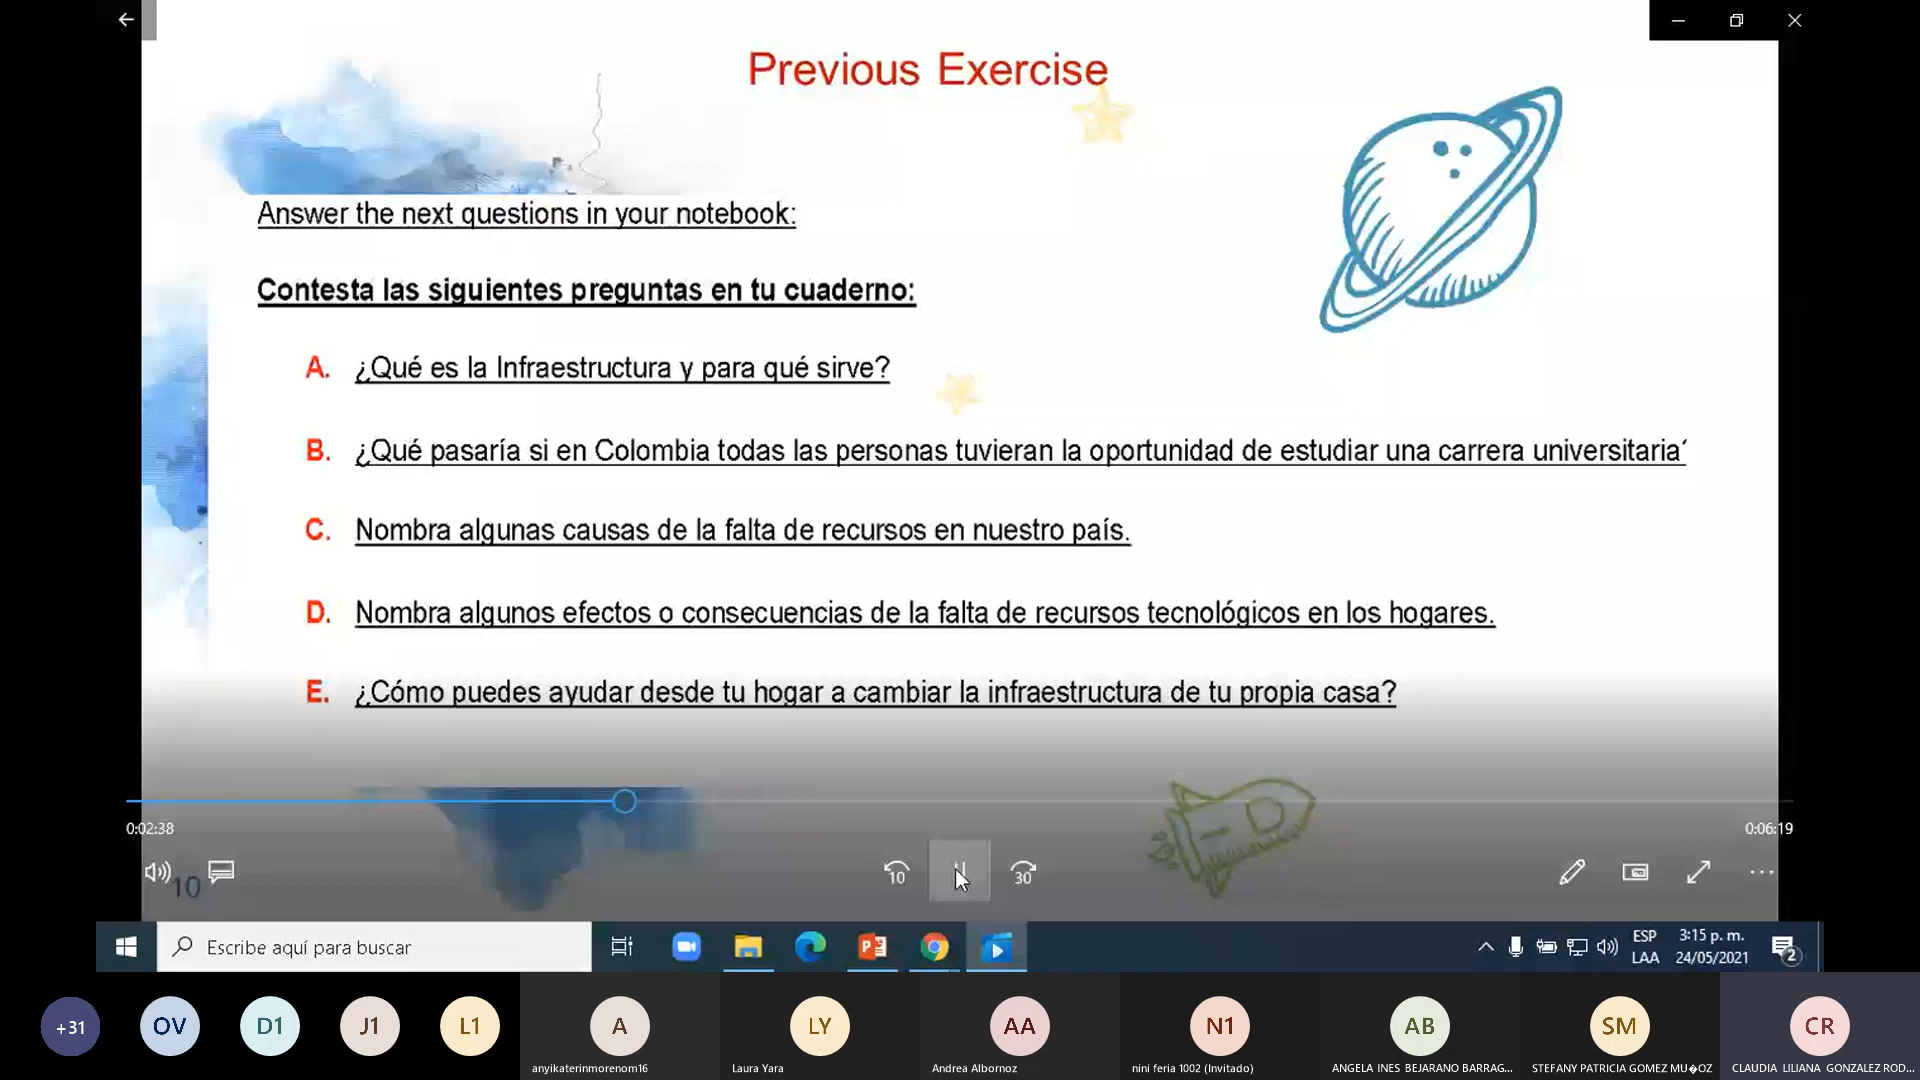 Previous Exercise
Answer the next questions in your notebook:
Contesta las siguientes preguntas en tu cuaderno:
A. ¿Qué es la Infraestructura y para qué sirve?
B. ¿Qué pasaría si en Colombia todas las personas tuvieran la oportunidad de estudiar una carrera universitaria´
C. Nombra algunas causas de la falta de recursos en nuestro país.
D. Nombra algunos efectos o consecuencias de la falta de recursos tecnológicos en los hogares.
E. ¿Cómo puedes ayudar desde tu hogar a cambiar la infraestructura de tu propia casa?
0:02:38
0:06:19
10
10
30
Escribe aquí para buscar
ESP
LAA
3:15 p. m.
24/05/2021
2
+31
OV
D1
J1
L1
A
LY
AA
N1
AB
SM
CR
anyikaterinmorenom16
Laura Yara
Andrea Albornoz
nini feria 1002 (Invitado)
ANGELA INES BEJARANO BARRAG...
STEFANY PATRICIA GOMEZ MU�OZ
CLAUDIA LILIANA GONZALEZ ROD...